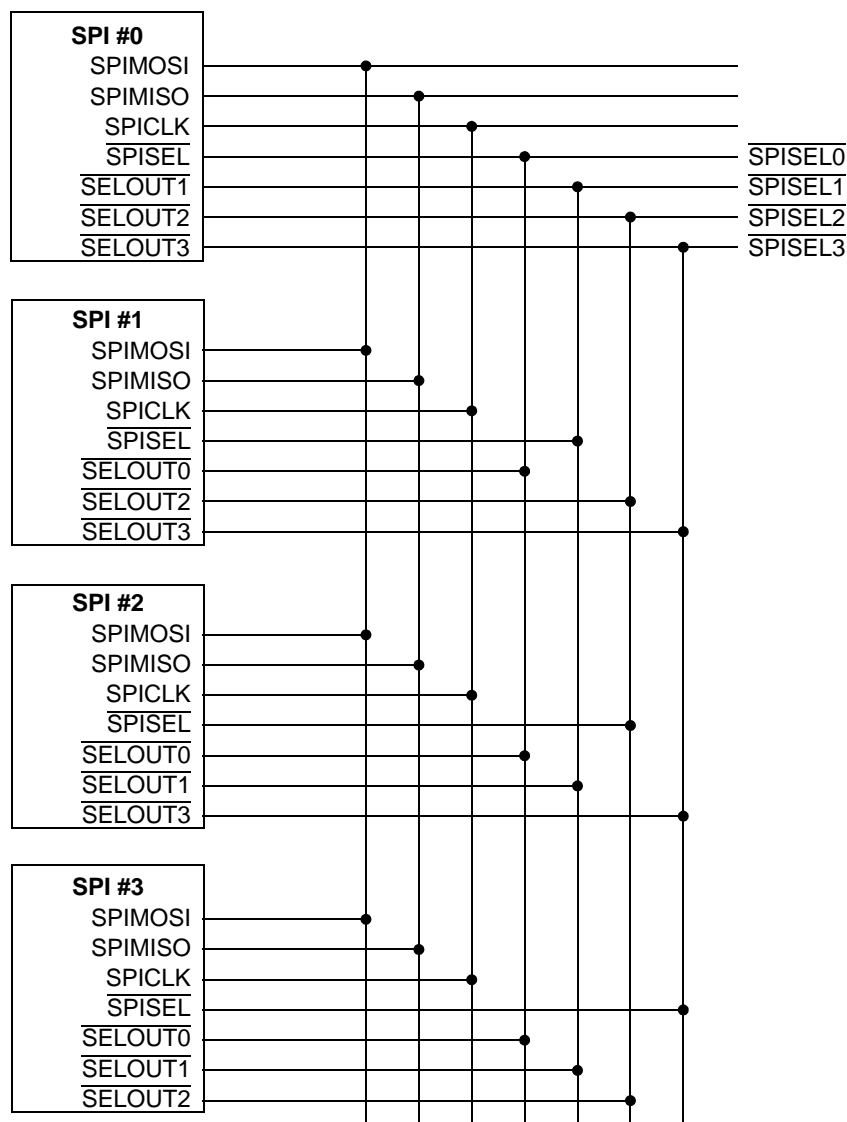 SPI #0
SPIMOSI
SPIMISO
SPICLK
SPISEL SPISEL0
SELOUT1 SPISEL1
SELOUT2 SPISEL2
SELOUT3 SPISEL3
SPI #1
SPIMOSI
SPIMISO
SPICLK
SPISEL
SELOUT0
SELOUT2
SELOUT3
SPI #2
SPIMOSI
SPIMISO
SPICLK
SPISEL
SELOUT0
SELOUT1
SELOUT3
SPI #3
SPIMOSI
SPIMISO
SPICLK
SPISEL
SELOUT0
SELOUT1
SELOUT2